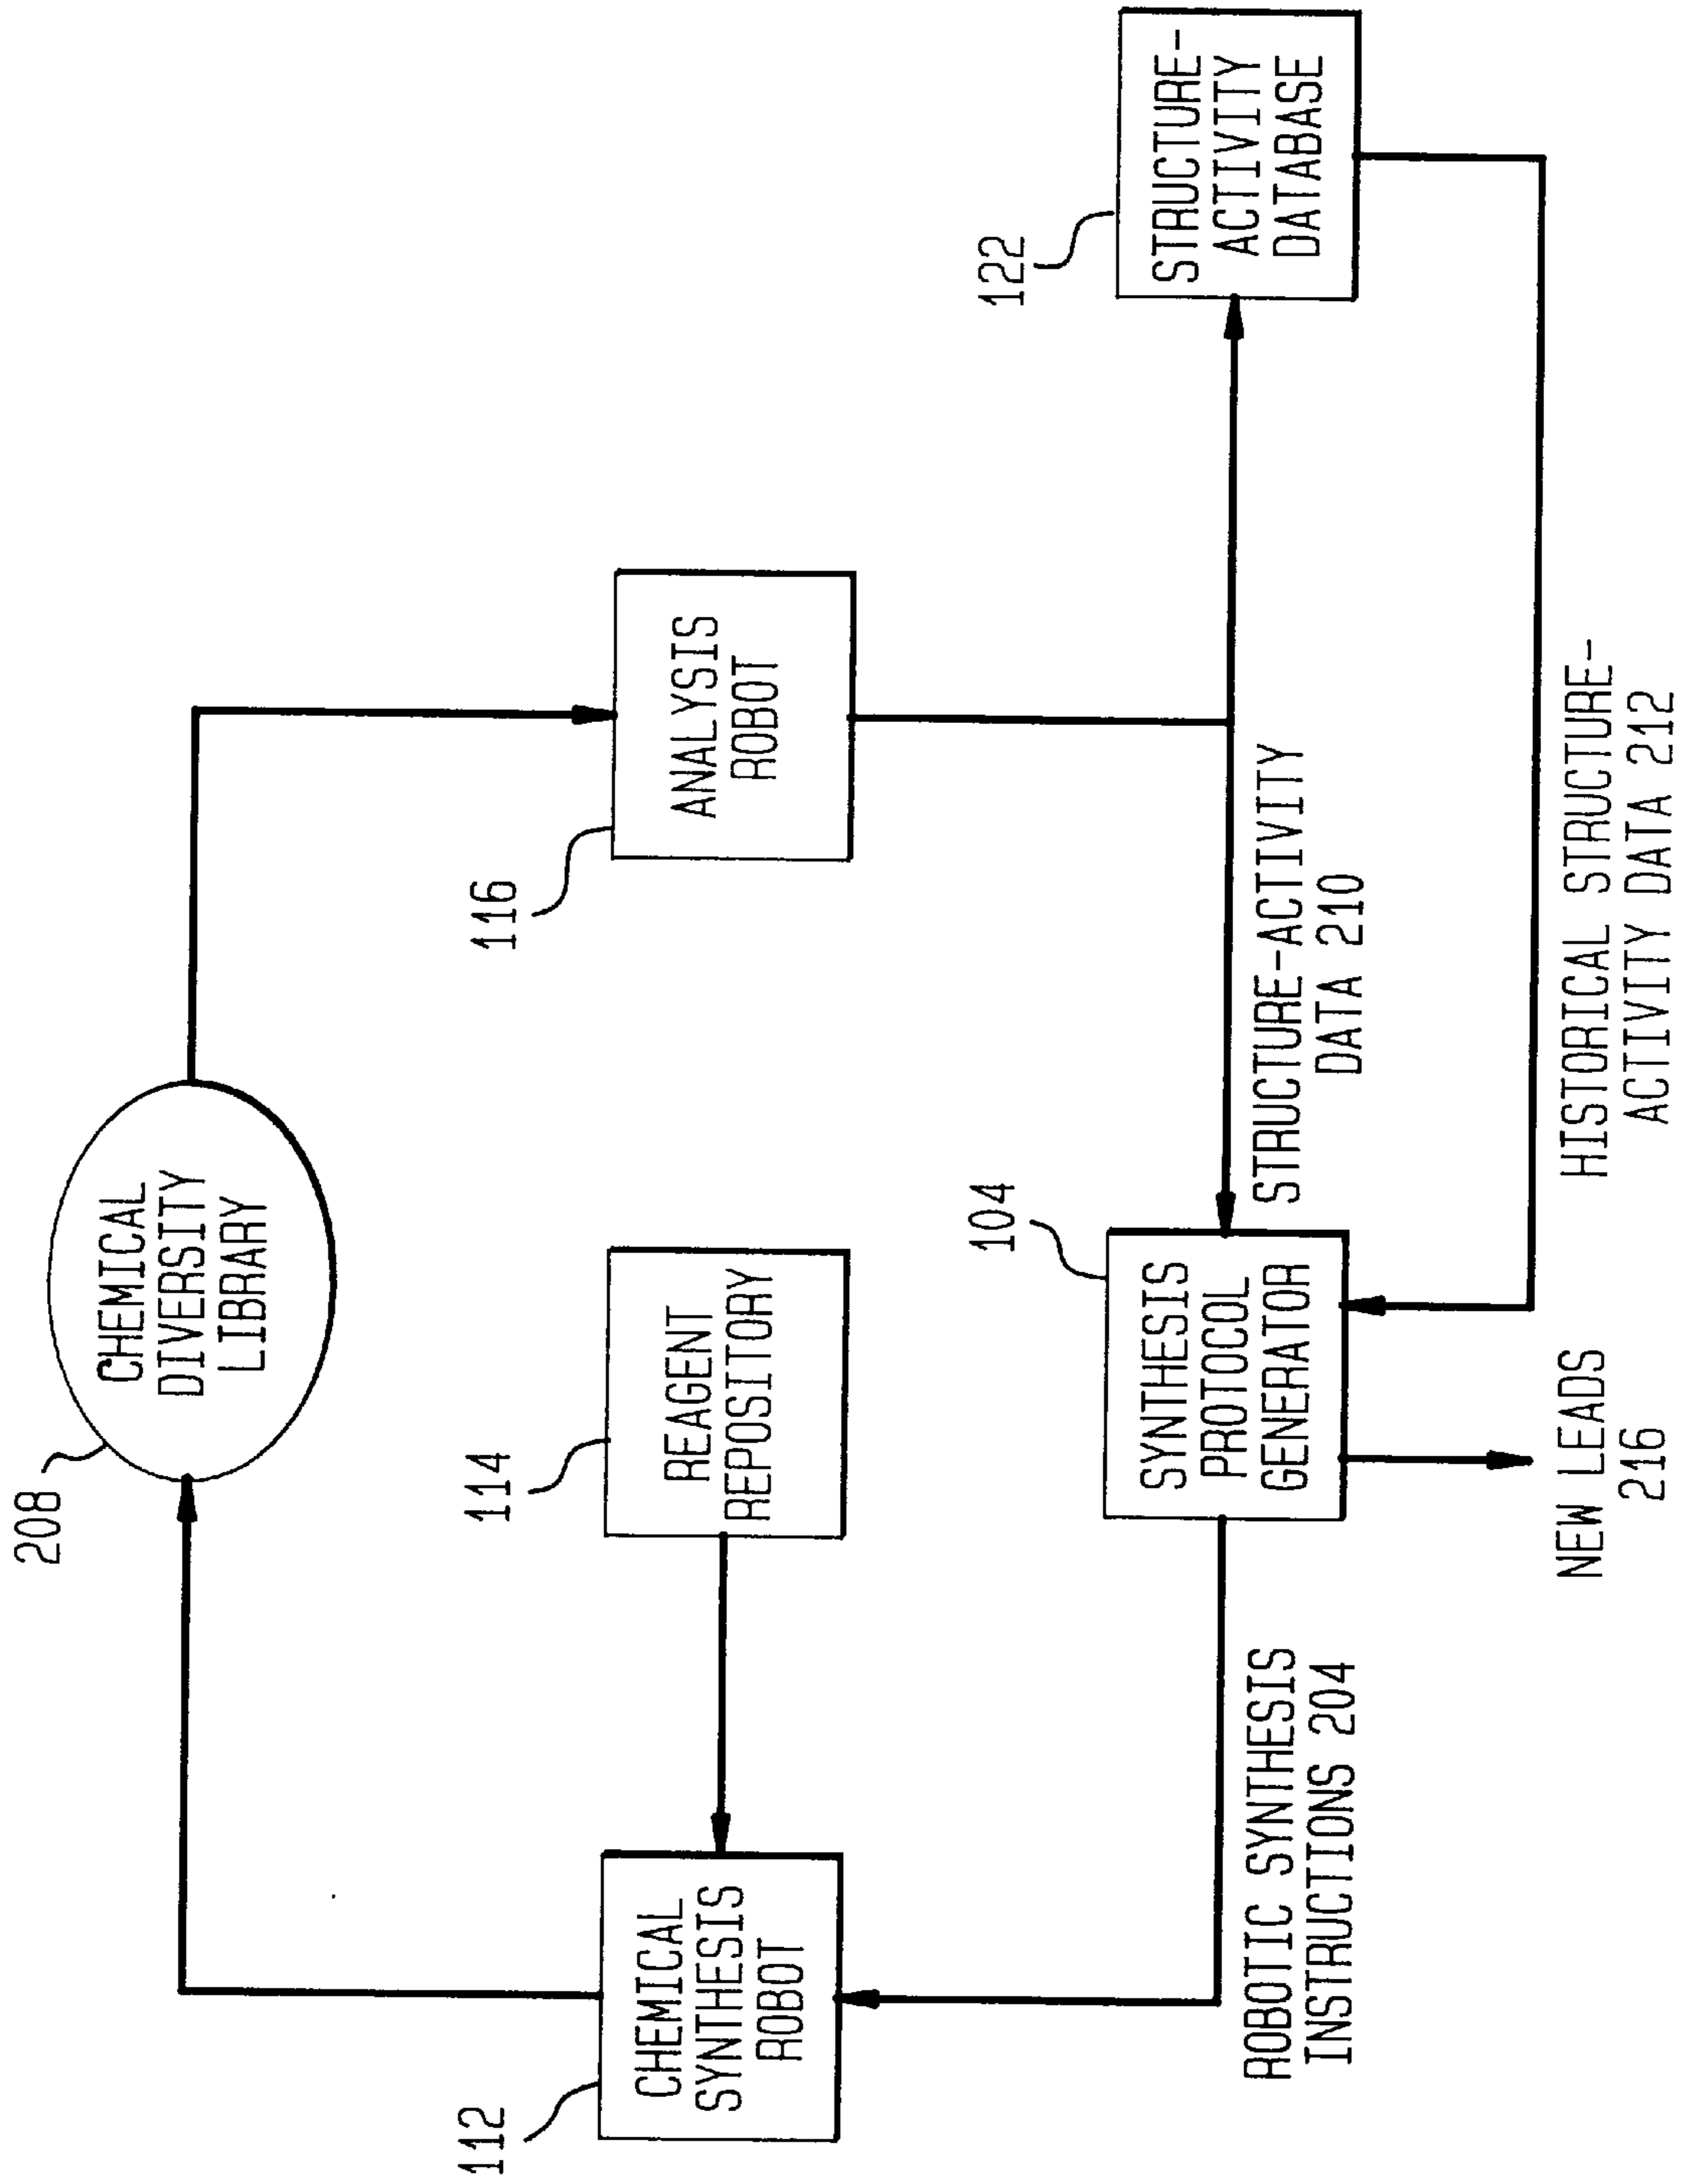 208
CHEMICAL
DIVERSITY
LIBRARY
112
CHEMICAL
SYNTHESIS
ROBOT
114
REAGENT
REPOSITORY
116
ANALYSIS
ROBOT
104
SYNTHESIS
PROTOCOL
GENERATOR
122
STRUCTURE-
ACTIVITY
DATABASE
ROBOTIC SYNTHESIS
INSTRUCTIONS 204
STRUCTURE-ACTIVITY
DATA 210
NEW LEADS
216
HISTORICAL STRUCTURE-
ACTIVITY DATA 212